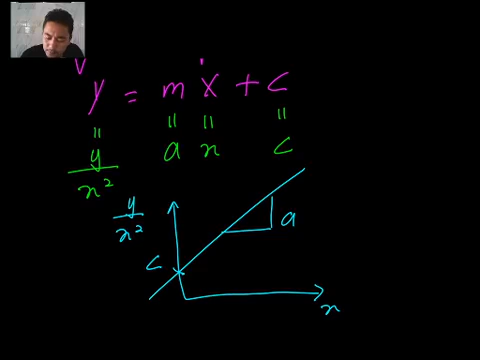 Y = mX + C
y/x² a x c
y/x²
a
c
x